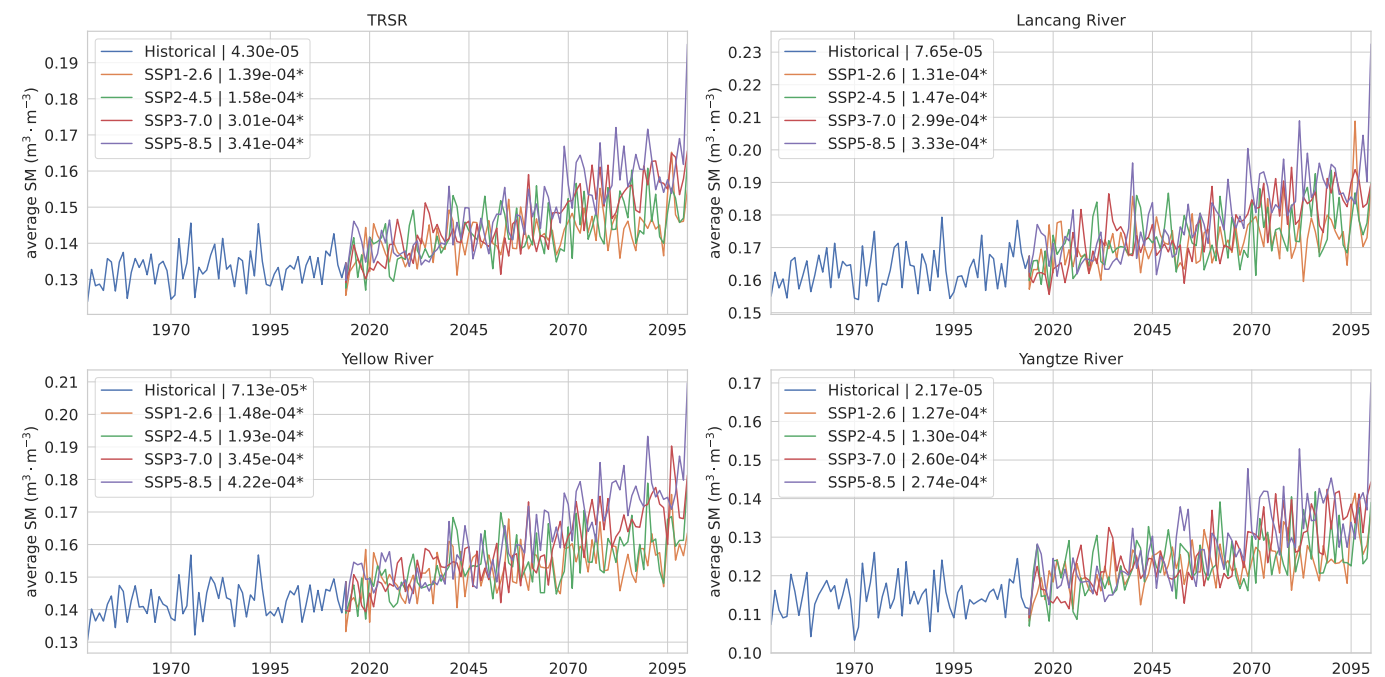 TRSR
average SM (m³ · m⁻³)
0.19
0.18
0.17
0.16
0.15
0.14
0.13
Historical | 4.30e-05
SSP1-2.6 | 1.39e-04*
SSP2-4.5 | 1.58e-04*
SSP3-7.0 | 3.01e-04*
SSP5-8.5 | 3.41e-04*
1970 1995 2020 2045 2070 2095
Lancang River
average SM (m³ · m⁻³)
0.23
0.22
0.21
0.20
0.19
0.18
0.17
0.16
0.15
Historical | 7.65e-05
SSP1-2.6 | 1.31e-04*
SSP2-4.5 | 1.47e-04*
SSP3-7.0 | 2.99e-04*
SSP5-8.5 | 3.33e-04*
1970 1995 2020 2045 2070 2095
Yellow River
average SM (m³ · m⁻³)
0.21
0.20
0.19
0.18
0.17
0.16
0.15
0.14
0.13
Historical | 7.13e-05*
SSP1-2.6 | 1.48e-04*
SSP2-4.5 | 1.93e-04*
SSP3-7.0 | 3.45e-04*
SSP5-8.5 | 4.22e-04*
1970 1995 2020 2045 2070 2095
Yangtze River
average SM (m³ · m⁻³)
0.17
0.16
0.15
0.14
0.13
0.12
0.11
0.10
Historical | 2.17e-05
SSP1-2.6 | 1.27e-04*
SSP2-4.5 | 1.30e-04*
SSP3-7.0 | 2.60e-04*
SSP5-8.5 | 2.74e-04*
1970 1995 2020 2045 2070 2095